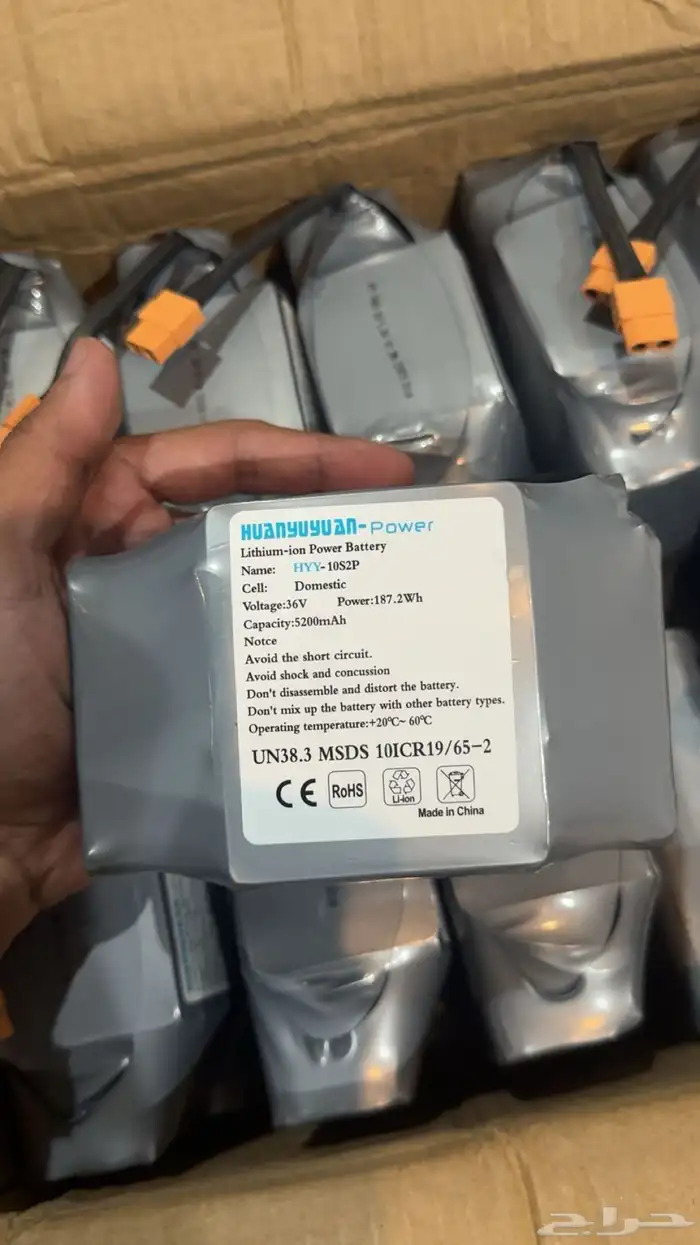 HUANYUYUAN-Power
Lithium-ion Power Battery
Name: HYY-10S2P
Cell: Domestic
Voltage:36V Power:187.2Wh
Capacity:5200mAh
Notce
Avoid the short circuit.
Avoid shock and concussion
Don't disassemble and distort the battery.
Don't mix up the battery with other battery types.
Operating temperature:+20℃~ 60℃
UN38.3 MSDS 10ICR19/65-2
CE RoHS Li-ion
Made in China
حراج